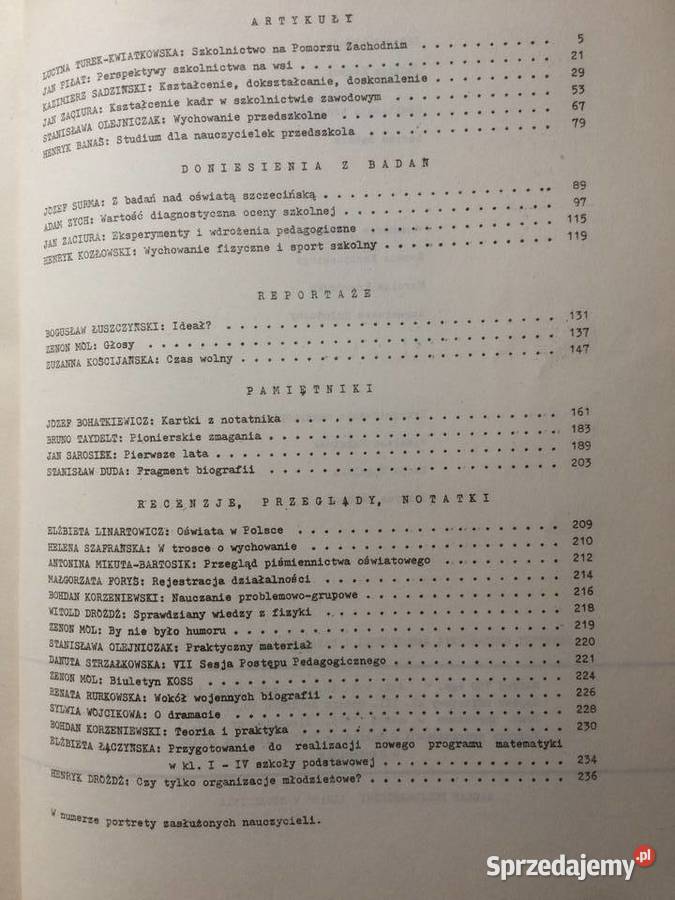 ARTYKUŁY
LUCYNA TUREK-KWIATKOWSKA: Szkolnictwo na Pomorzu Zachodnim . . . . . . . . . 5
JAN PIŁAT: Perspektywy szkolnictwa na wsi . . . . . . . . . . . . . . . . 21
KAZIMIERZ SADZIŃSKI: Kształcenie, dokształcanie, doskonalenie . . . . . . . . 29
JAN ZACIURA: Kształcenie kadr w szkolnictwie zawodowym . . . . . . . . . . . 53
STANISŁAWA OLEJNICZAK: Wychowanie przedszkolne . . . . . . . . . . . . . . 67
HENRYK BANAŚ: Studium dla nauczycielek przedszkola . . . . . . . . . . . . . 79
DONIESIENIA Z BADAŃ
JÓZEF SURMA: Z badań nad oświatą szczecińską . . . . . . . . . . . . . . . 89
ADAM ZYCH: Wartość diagnostyczna oceny szkolnej . . . . . . . . . . . . . . 97
JAN ZACIURA: Eksperymenty i wdrożenia pedagogiczne . . . . . . . . . . . . . 115
HENRYK KOZŁOWSKI: Wychowanie fizyczne i sport szkolny . . . . . . . . . . . . 119
REPORTAŻE
BOGUSŁAW ŁUSZCZYŃSKI: Ideał? . . . . . . . . . . . . . . . . . . . . . . 131
ZENON MÓL: Głosy . . . . . . . . . . . . . . . . . . . . . . . . . . . . 137
ZUZANNA KOŚCIJAŃSKA: Czas wolny . . . . . . . . . . . . . . . . . . . . . 147
PAMIĘTNIKI
JÓZEF BOHATKIEWICZ: Kartki z notatnika . . . . . . . . . . . . . . . . . . 161
BRUNO TAYDELT: Pionierskie zmagania . . . . . . . . . . . . . . . . . . . 183
JAN SAROSIEK: Pierwsze lata . . . . . . . . . . . . . . . . . . . . . . . 189
STANISŁAW DUDA: Fragment biografii . . . . . . . . . . . . . . . . . . . . 203
RECENZJE, PRZEGLĄDY, NOTATKI
ELŻBIETA LINARTOWICZ: Oświata w Polsce . . . . . . . . . . . . . . . . . . 209
HELENA SZAFRAŃSKA: W trosce o wychowanie . . . . . . . . . . . . . . . . . 210
ANTONINA MIKUTA-BARTOSIK: Przegląd piśmiennictwa oświatowego . . . . . . . . 212
MAŁGORZATA FORYŚ: Rejestracja działalności . . . . . . . . . . . . . . . . 214
BOHDAN KORZENIEWSKI: Nauczanie problemowo-grupowe . . . . . . . . . . . . . 216
WITOLD DRÓŻDŻ: Sprawdziany wiedzy z fizyki . . . . . . . . . . . . . . . . 218
ZENON MÓL: By nie było humoru . . . . . . . . . . . . . . . . . . . . . . 219
STANISŁAWA OLEJNICZAK: Praktyczny materiał . . . . . . . . . . . . . . . . 220
DANUTA STRZAŁKOWSKA: VII Sesja Postępu Pedagogicznego . . . . . . . . . . . 221
ZENON MÓL: Biuletyn KOSS . . . . . . . . . . . . . . . . . . . . . . . . 224
RENATA RURKOWSKA: Wokół wojennych biografii . . . . . . . . . . . . . . . . 226
SYLWIA WÓJCIKOWA: O dramacie . . . . . . . . . . . . . . . . . . . . . . 228
BOHDAN KORZENIEWSKI: Teoria i praktyka . . . . . . . . . . . . . . . . . . 230
ELŻBIETA ŁĄCZYŃSKA: Przygotowanie do realizacji nowego programu matematyki
w kl. I - IV szkoły podstawowej . . . . . . . . . . . . 234
HENRYK DRÓŻDŻ: Czy tylko organizacje młodzieżowe? . . . . . . . . . . . . . 236
W numerze portrety zasłużonych nauczycieli.
Sprzedajemy.pl